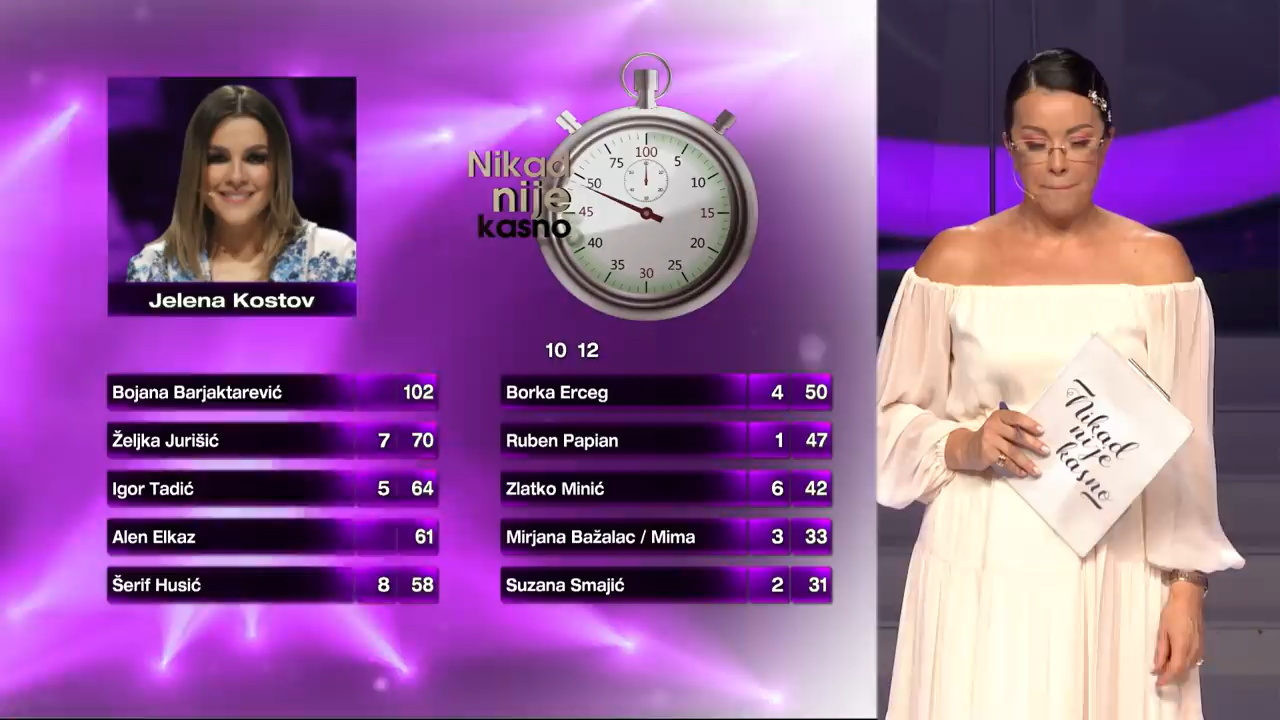 Jelena Kostov
Nikad
nije
kasno
100
5
10
15
20
25
30
35
40
45
50
75
10 12
Bojana Barjaktarević 102
Željka Jurišić 7 70
Igor Tadić 5 64
Alen Elkaz 61
Šerif Husić 8 58
Borka Erceg 4 50
Ruben Papian 1 47
Zlatko Minić 6 42
Mirjana Bažalac / Mima 3 33
Suzana Smajić 2 31
Nikad
nije
kasno